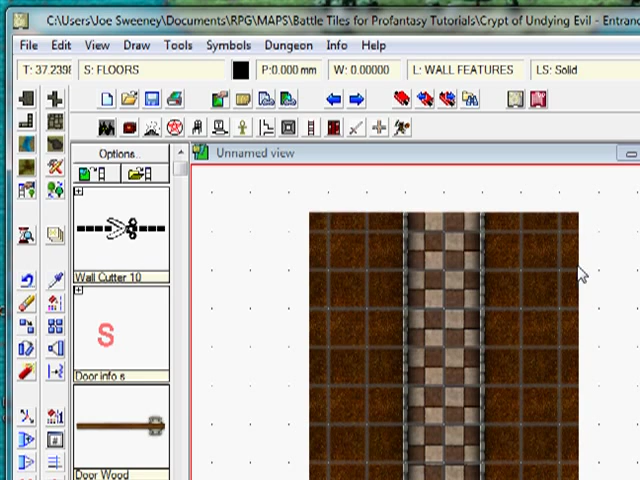 C:\Users\Joe Sweeney\Documents\RPG\MAPS\Battle Tiles for Profantasy Tutorials\Crypt of Undying Evil - Entranc
File Edit View Draw Tools Symbols Dungeon Info Help
T: 37.2398 S: FLOORS P:0.000 mm W: 0.00000 L: WALL FEATURES LS: Solid
Options..
Unnamed view
Wall Cutter 10
S
Door info s
Door Wood